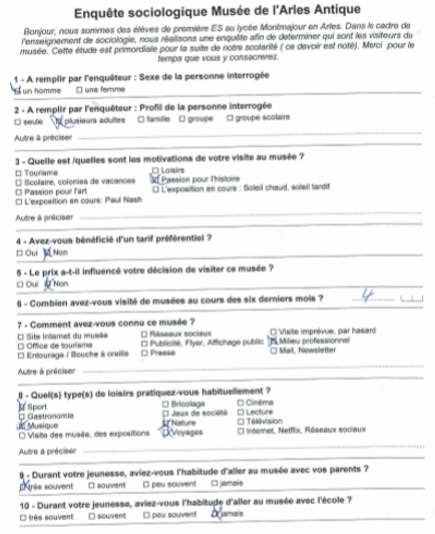 Enquête sociologique Musée de l'Arles Antique
Bonjour, nous sommes des élèves de première ES au lycée Montmajour en Arles. Dans le cadre de
l'enseignement de sociologie, nous réalisons une enquête afin de determiner qui sont les visiteurs du
musée. Cette étude est primordiale pour la suite de notre scolarité ( ce devoir est noté). Merci pour le
temps que vous y consacrerez.
1 - A remplir par l'enquêteur : Sexe de la personne interrogée
☒ un homme ☐ une femme
2 - A remplir par l'enquêteur : Profil de la personne interrogée
☐ seule ☒ plusieurs adultes ☐ famille ☐ groupe ☐ groupe scolaire
Autre à préciser
3 - Quelle est /quelles sont les motivations de votre visite au musée ?
☐ Tourisme ☐ Loisirs
☐ Scolaire, colonies de vacances ☒ Passion pour l'histoire
☐ Passion pour l'art ☐ L'exposition en cours : Soleil chaud, soleil tardif
☐ L'exposition en cours: Paul Nash
Autre à préciser
4 - Avez-vous bénéficié d'un tarif préférentiel ?
☐ Oui ☒ Non
5 - Le prix a-t-il influencé votre décision de visiter ce musée ?
☐ Oui ☒ Non
6 - Combien avez-vous visité de musées au cours des six derniers mois ? 4
7 - Comment avez-vous connu ce musée ?
☐ Site Internet du musée ☐ Réseaux sociaux ☐ Visite imprévue, par hasard
☐ Office de tourisme ☐ Publicité, Flyer, Affichage public ☒ Milieu professionnel
☐ Entourage / Bouche à oreille ☐ Presse ☐ Mail, Newsletter
Autre à préciser
8 - Quel(s) type(s) de loisirs pratiquez-vous habituellement ?
☒ Sport ☐ Bricolage ☐ Cinéma
☐ Gastronomie ☐ Jeux de société ☐ Lecture
☒ Musique ☒ Nature ☐ Télévision
☐ Visite des musée, des expositions ☒ Voyages ☐ Internet, Netflix, Réseaux sociaux
Autre à préciser
9 - Durant votre jeunesse, aviez-vous l'habitude d'aller au musée avec vos parents ?
☒ très souvent ☐ souvent ☐ peu souvent ☐ jamais
10 - Durant votre jeunesse, aviez-vous l'habitude d'aller au musée avec l'école ?
☐ très souvent ☐ souvent ☐ peu souvent ☒ jamais